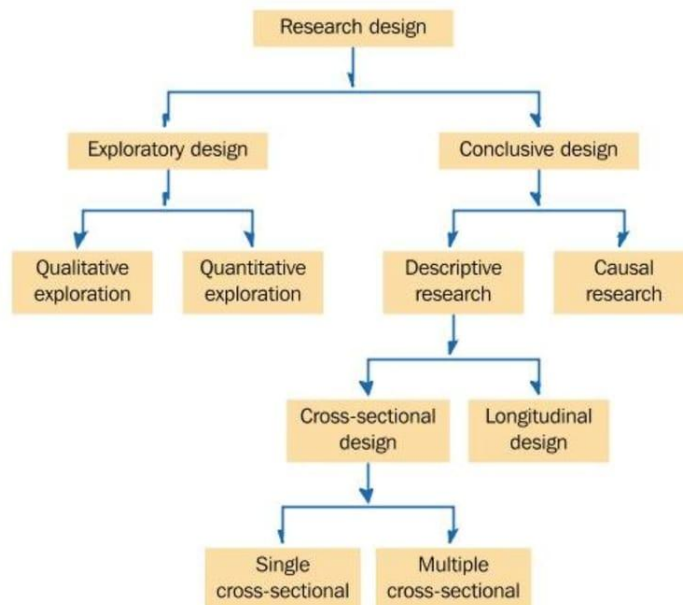 Research design
Exploratory design
Conclusive design
Qualitative
exploration
Quantitative
exploration
Descriptive
research
Causal
research
Cross-sectional
design
Longitudinal
design
Single
cross-sectional
Multiple
cross-sectional